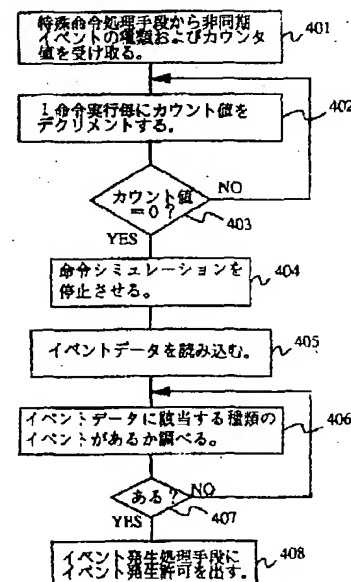 特殊命令処理手段から非同期
イベントの種類およびカウンタ
値を受け取る。
401
1命令実行毎にカウント値を
デクリメントする。
402
カウント値
=0?
NO
403
YES
命令シミュレーションを
停止させる。
404
イベントデータを読み込む。
405
イベントデータに該当する種類の
イベントがあるか調べる。
406
ある?
NO
407
YES
イベント発生処理手段に
イベント発生許可を出す。
408